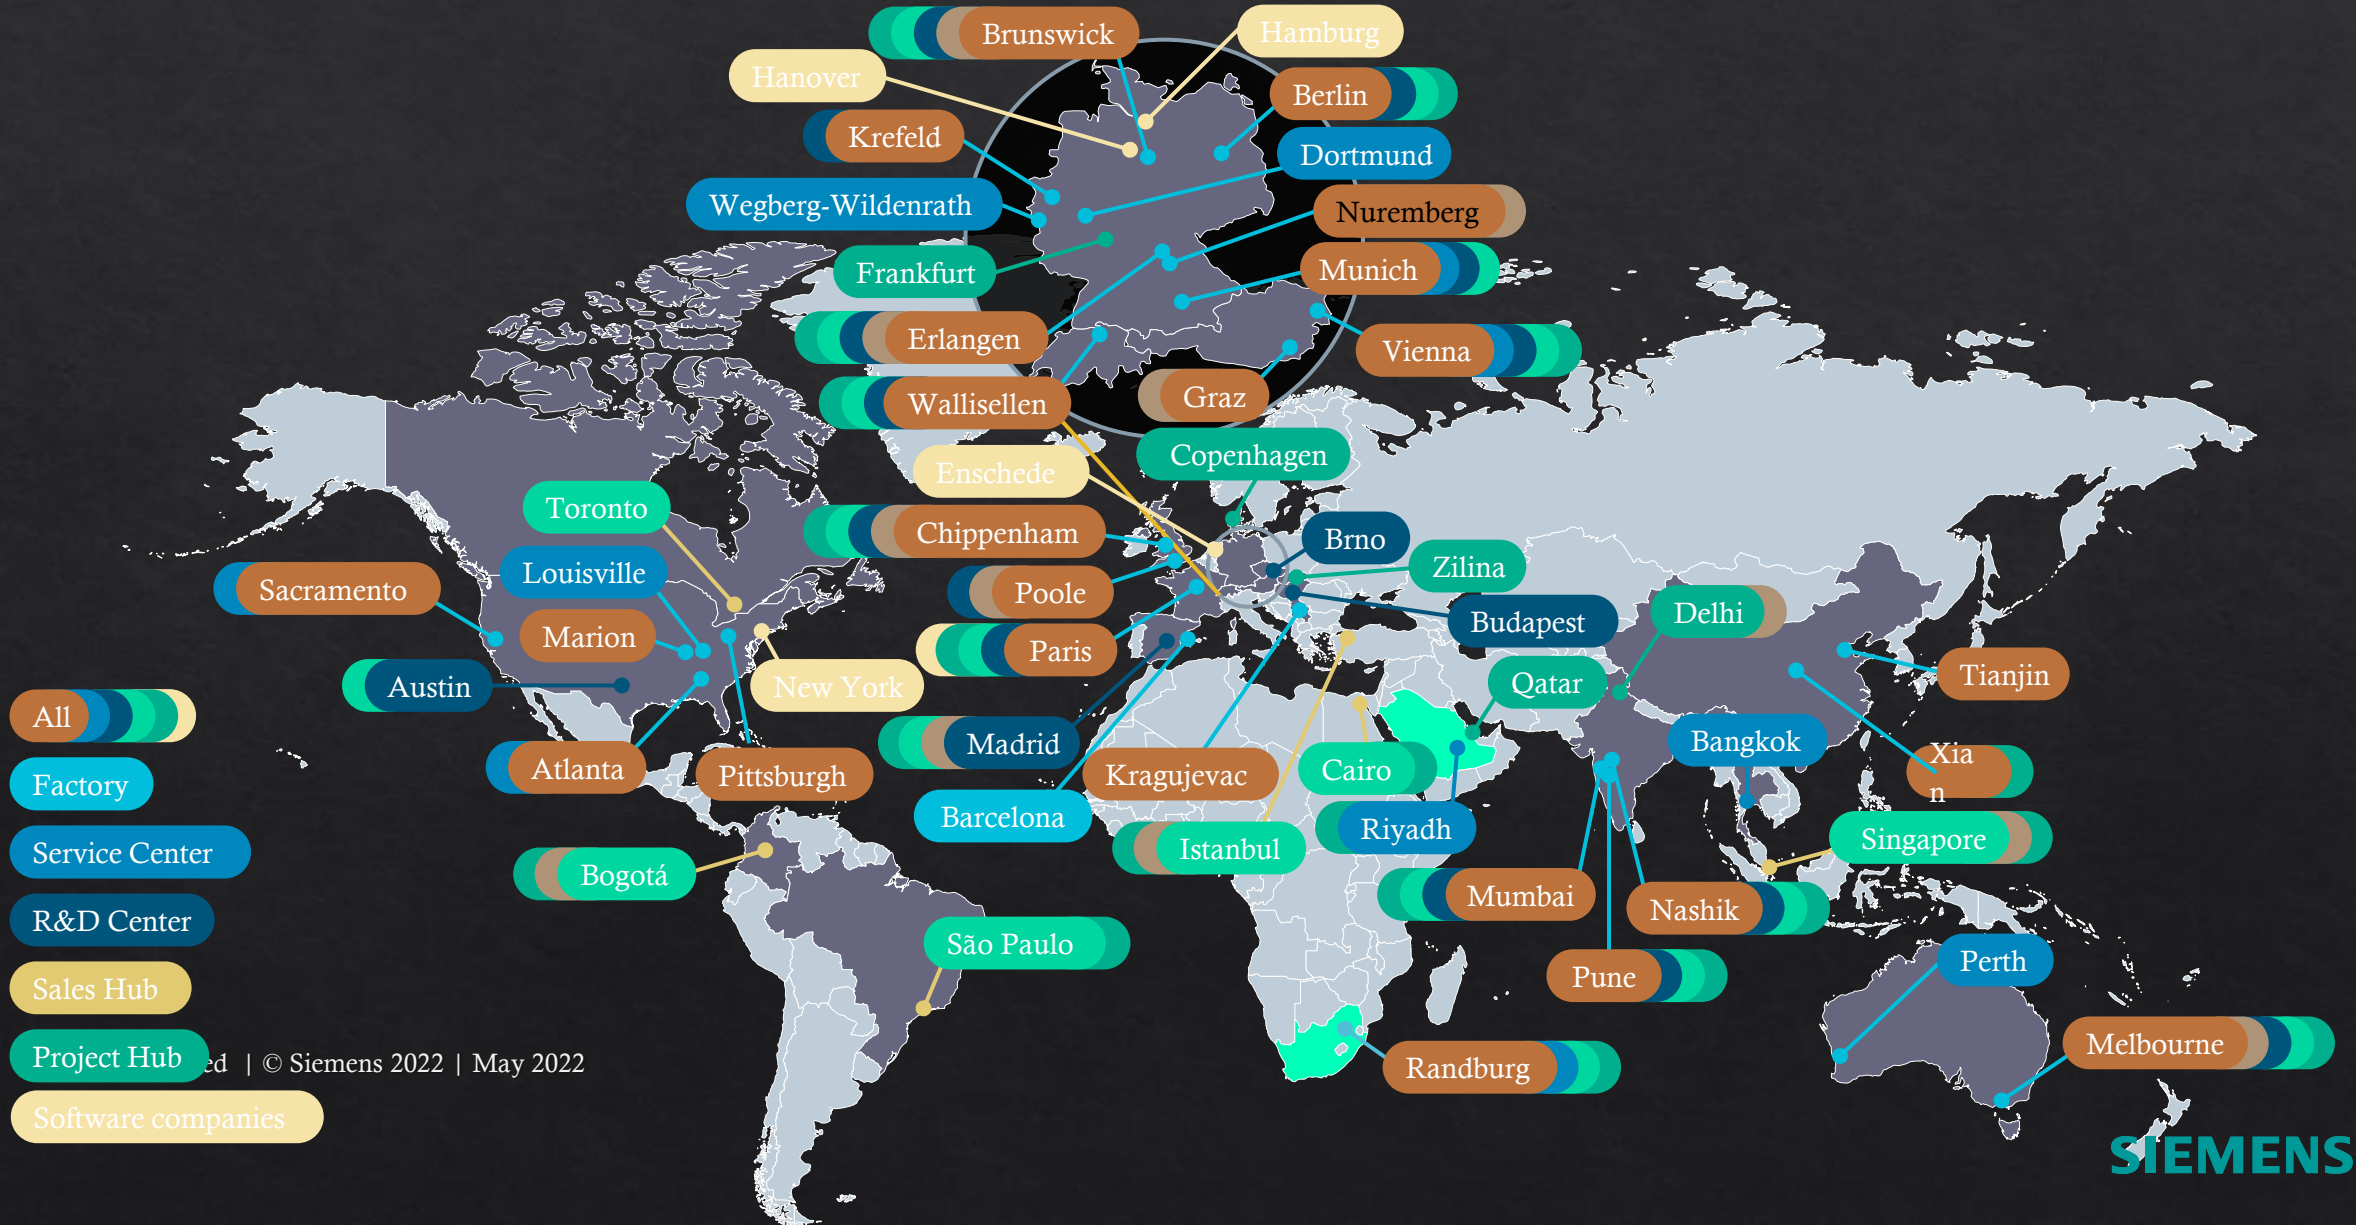 Brunswick
Hamburg
Hanover
Berlin
Krefeld
Dortmund
Wegberg-Wildenrath
Nuremberg
Frankfurt
Munich
Erlangen
Vienna
Wallisellen
Graz
Copenhagen
Enschede
Toronto
Chippenham
Brno
Louisville
Zilina
Sacramento
Poole
Delhi
Budapest
Marion
Paris
Tianjin
Austin
New York
Qatar
All
Madrid
Bangkok
Atlanta
Pittsburgh
Kragujevac
Cairo
Xia
n
Factory
Barcelona
Riyadh
Singapore
Istanbul
Service Center
Bogotá
Mumbai
Nashik
R&D Center
São Paulo
Perth
Pune
Sales Hub
Melbourne
Project Hub
ed | © Siemens 2022 | May 2022
Randburg
Software companies
SIEMENS